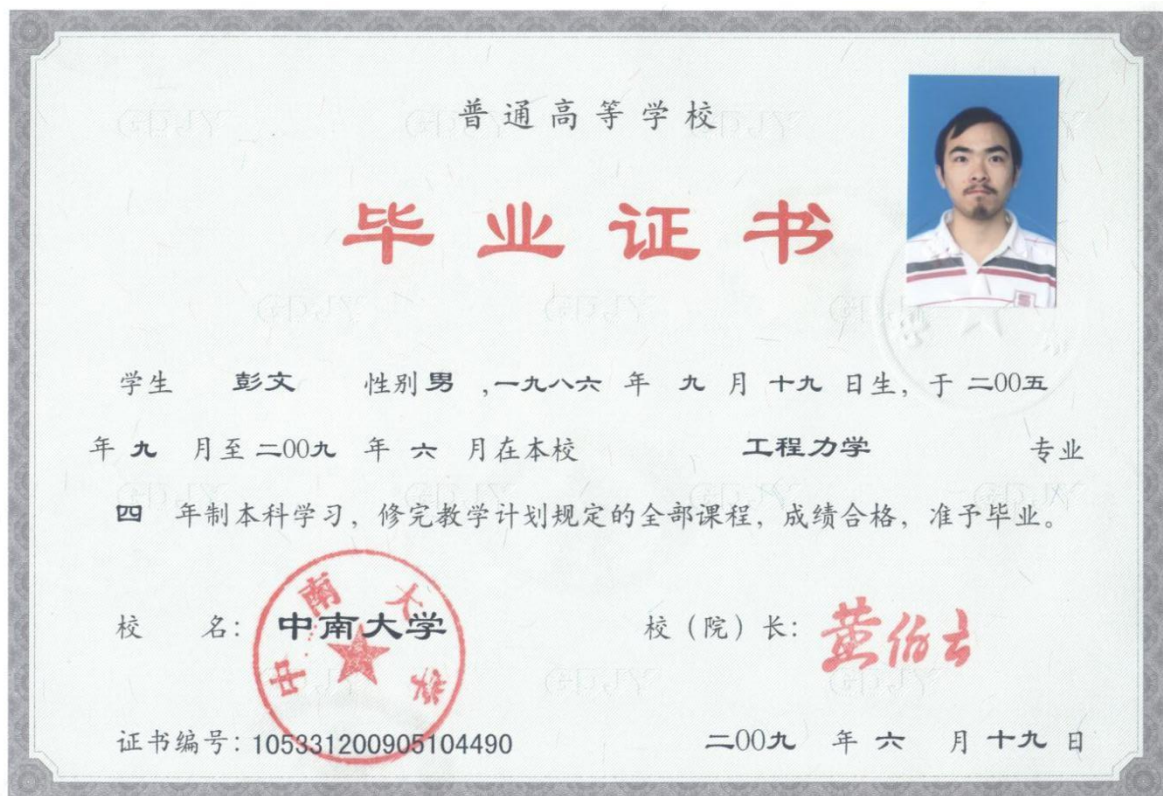 普通高等学校
毕业证书
学生 彭文 性别 男 ,一九八六 年 九 月 十九 日生，于 二00五
年 九 月至 二00九 年 六 月在本校 工程力学 专业
四 年制本科学习，修完教学计划规定的全部课程，成绩合格，准予毕业。
校 名：中南大学 校（院）长：黄伯云
中南大学
证书编号：105331200905104490 二00九 年 六 月 十九 日